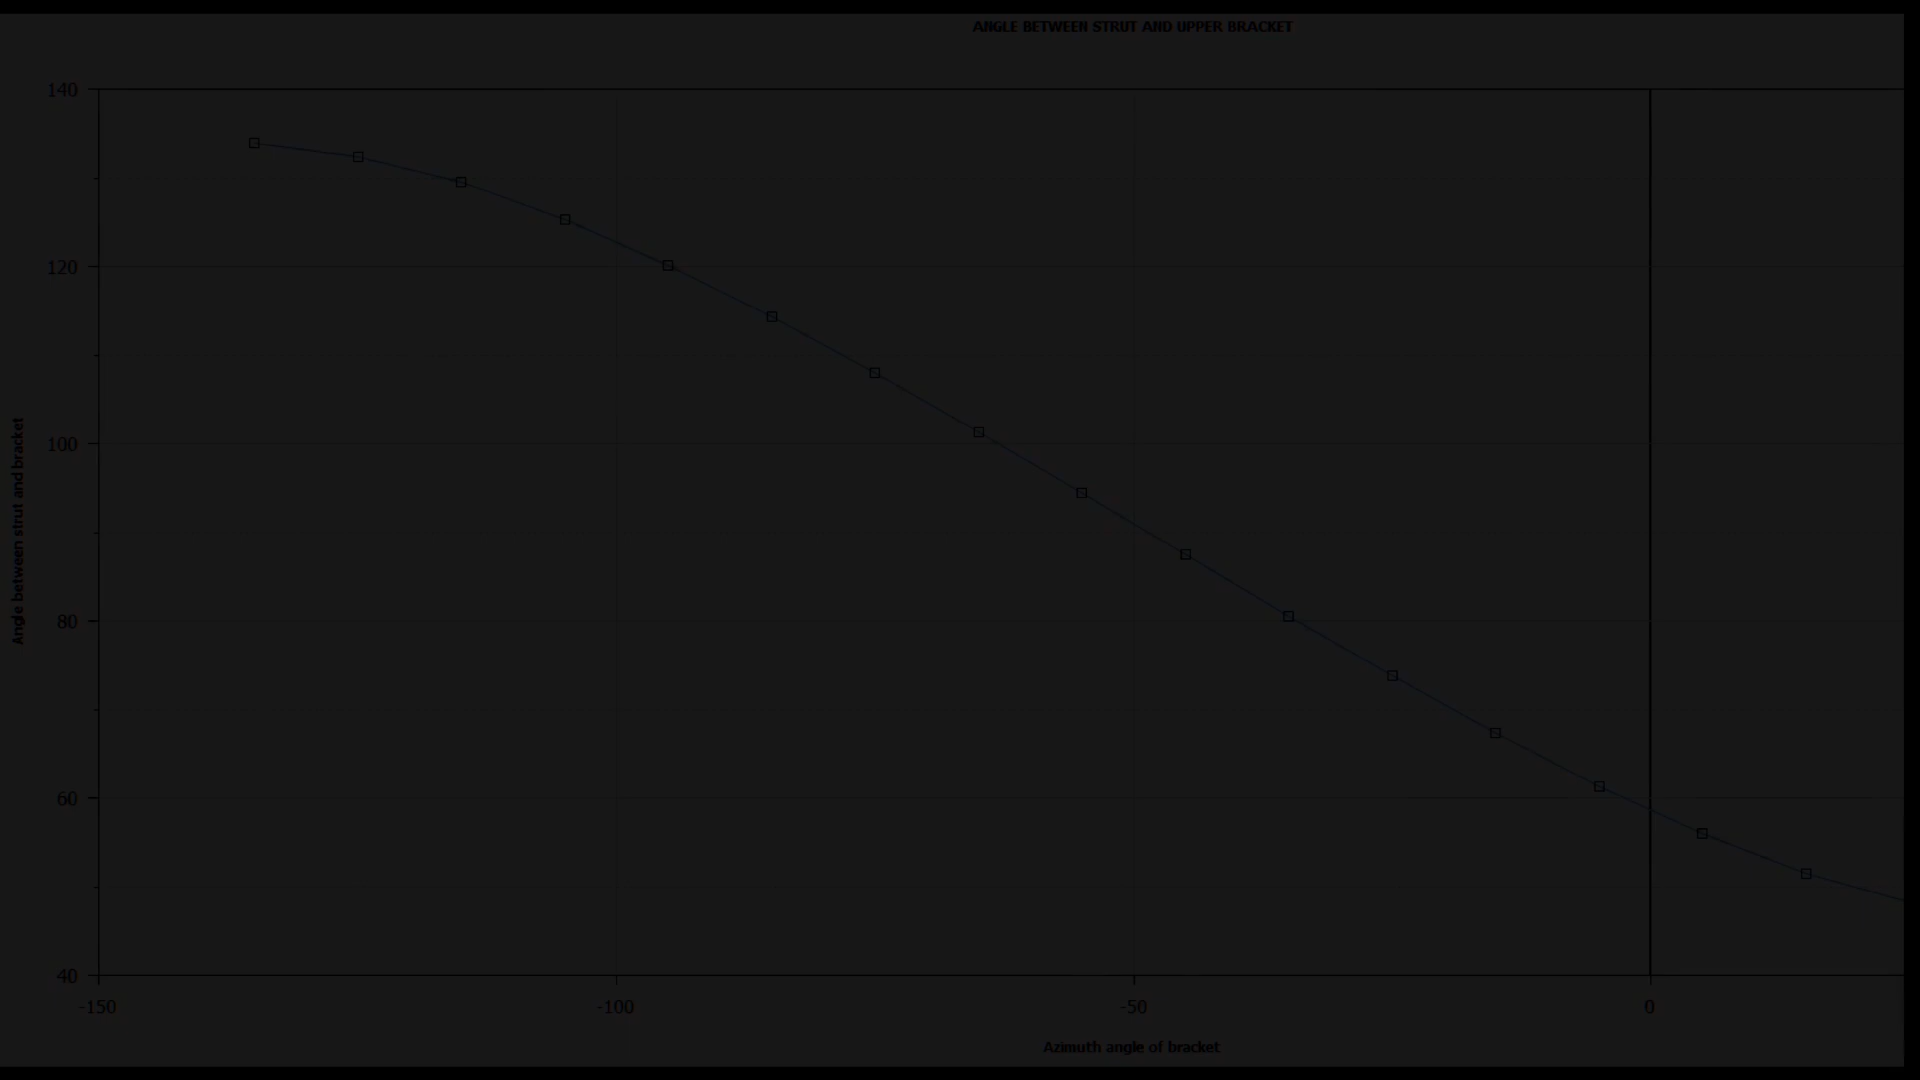 ANGLE BETWEEN STRUT AND UPPER BRACKET
140
120
100
80
60
40
Angle between strut and bracket
-150 -100 -50 0
Azimuth angle of bracket